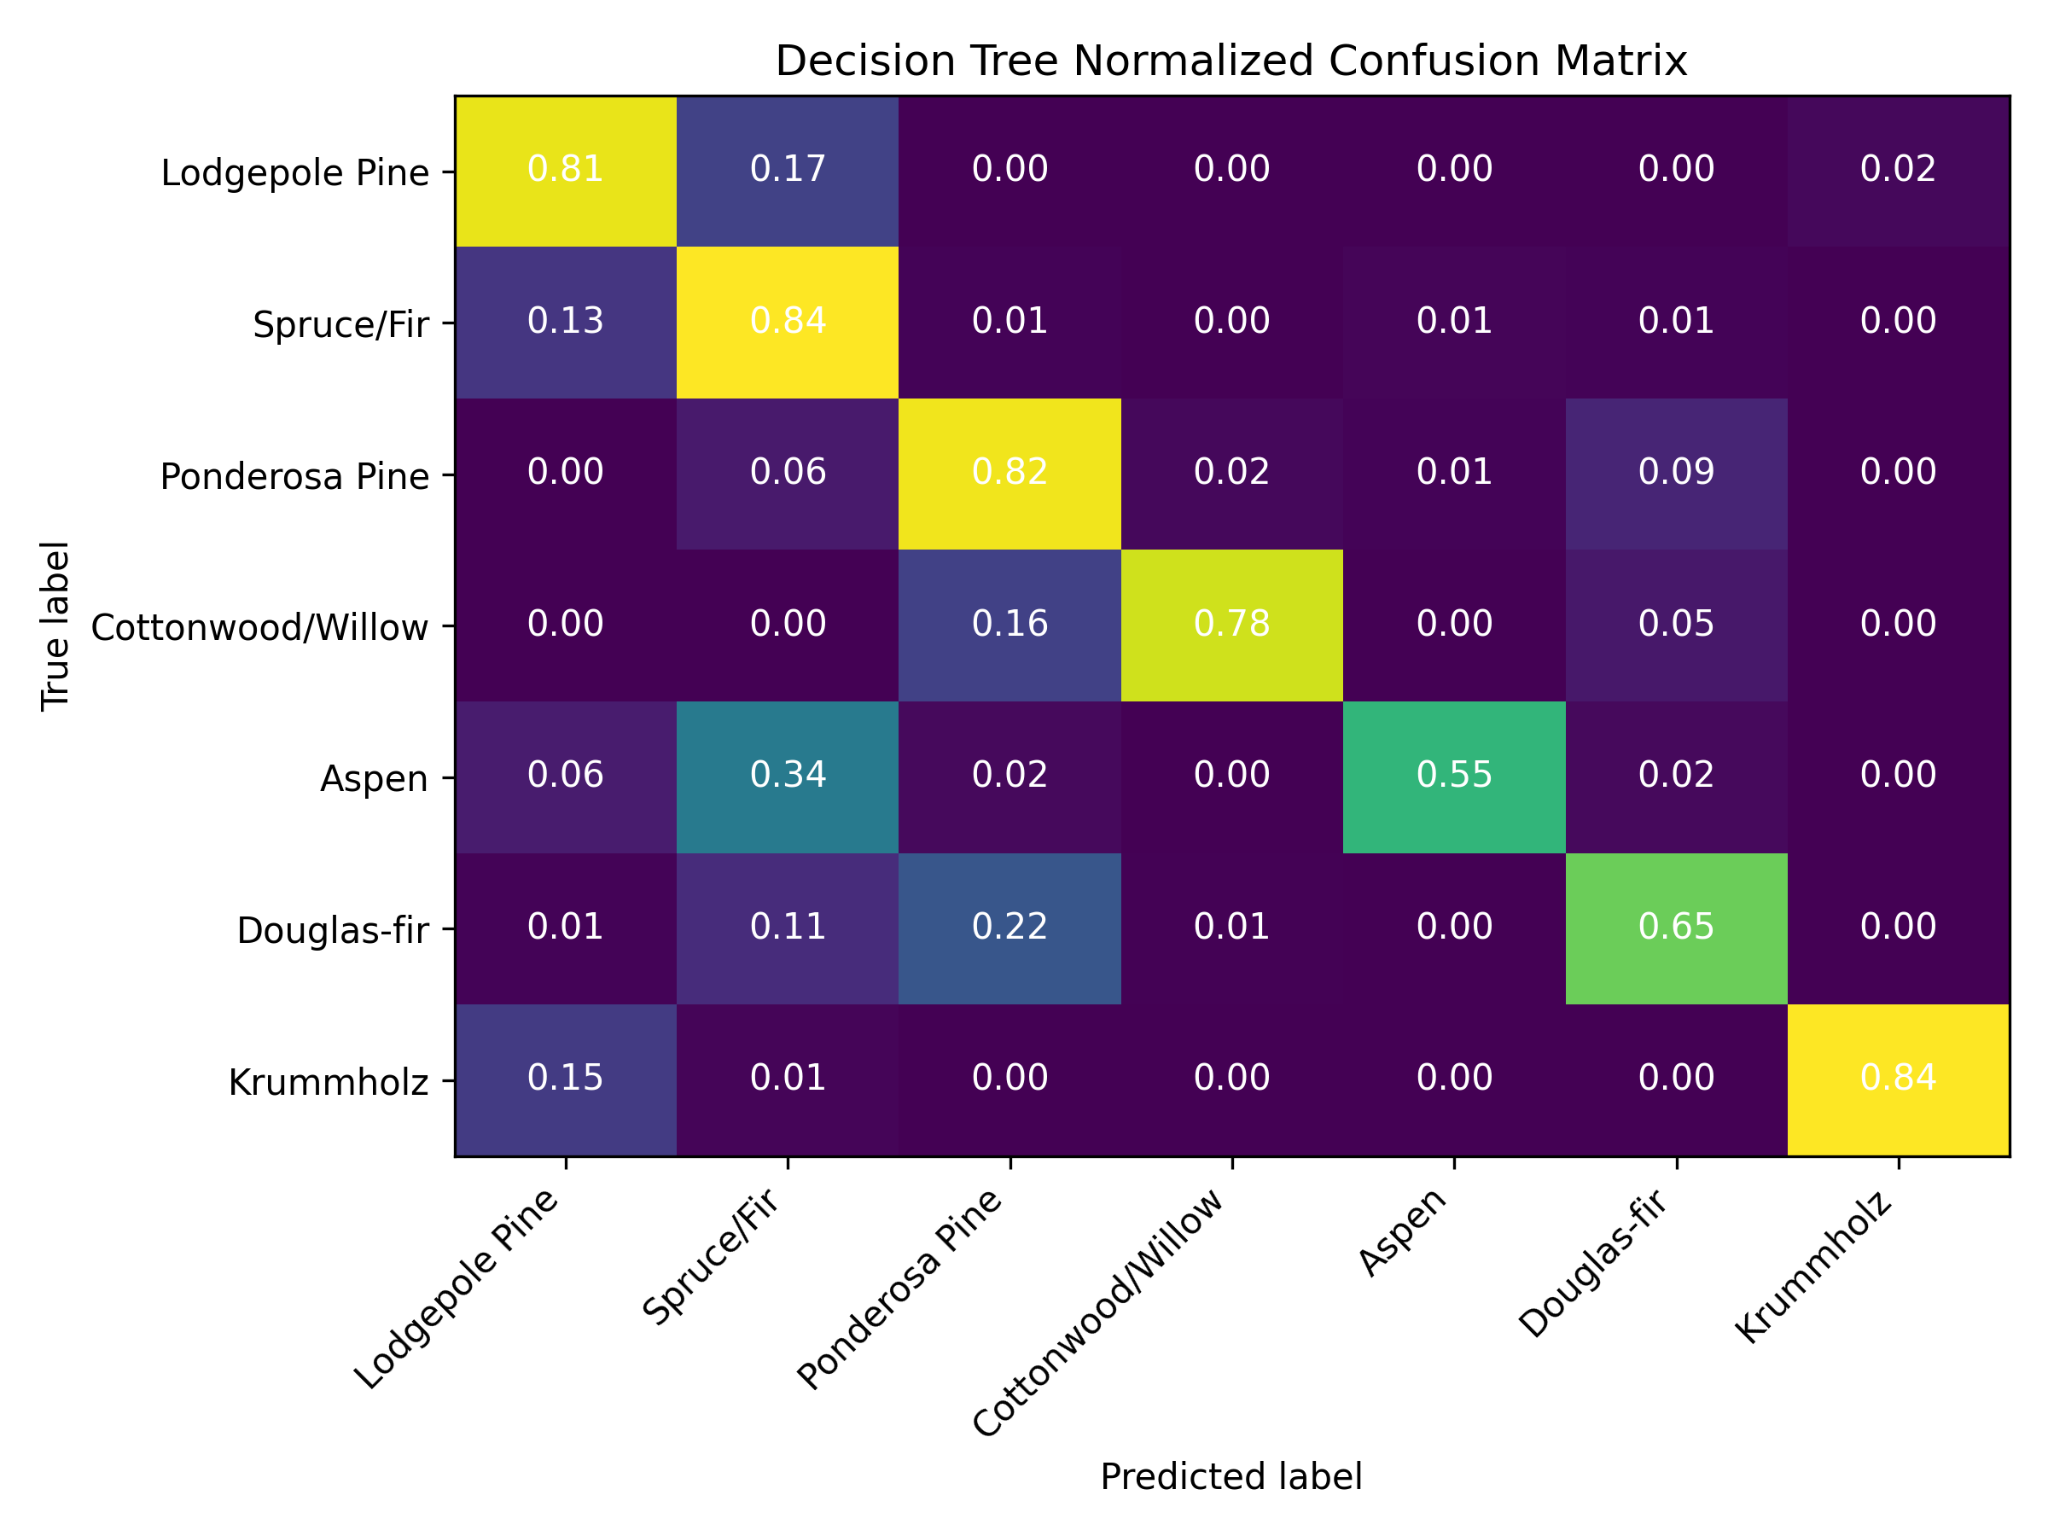 Decision Tree Normalized Confusion Matrix
Lodgepole Pine 0.81 0.17 0.00 0.00 0.00 0.00 0.02
Spruce/Fir 0.13 0.84 0.01 0.00 0.01 0.01 0.00
Ponderosa Pine 0.00 0.06 0.82 0.02 0.01 0.09 0.00
Cottonwood/Willow 0.00 0.00 0.16 0.78 0.00 0.05 0.00
Aspen 0.06 0.34 0.02 0.00 0.55 0.02 0.00
Douglas-fir 0.01 0.11 0.22 0.01 0.00 0.65 0.00
Krummholz 0.15 0.01 0.00 0.00 0.00 0.00 0.84
True label
Lodgepole Pine
Spruce/Fir
Ponderosa Pine
Cottonwood/Willow
Aspen
Douglas-fir
Krummholz
Predicted label